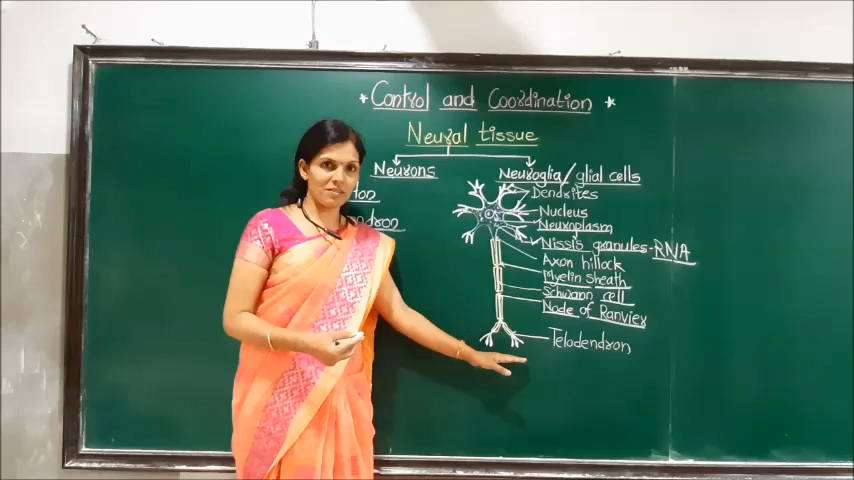 * Control and Coordination *
Neural tissue
Neurons
Neuroglia/glial cells
Dendrites
Nucleus
Neuroplasm
Nissls granules-RNA
Axon hillock
Myelin sheath
Schwann cell
Node of Ranvier
Telodendron